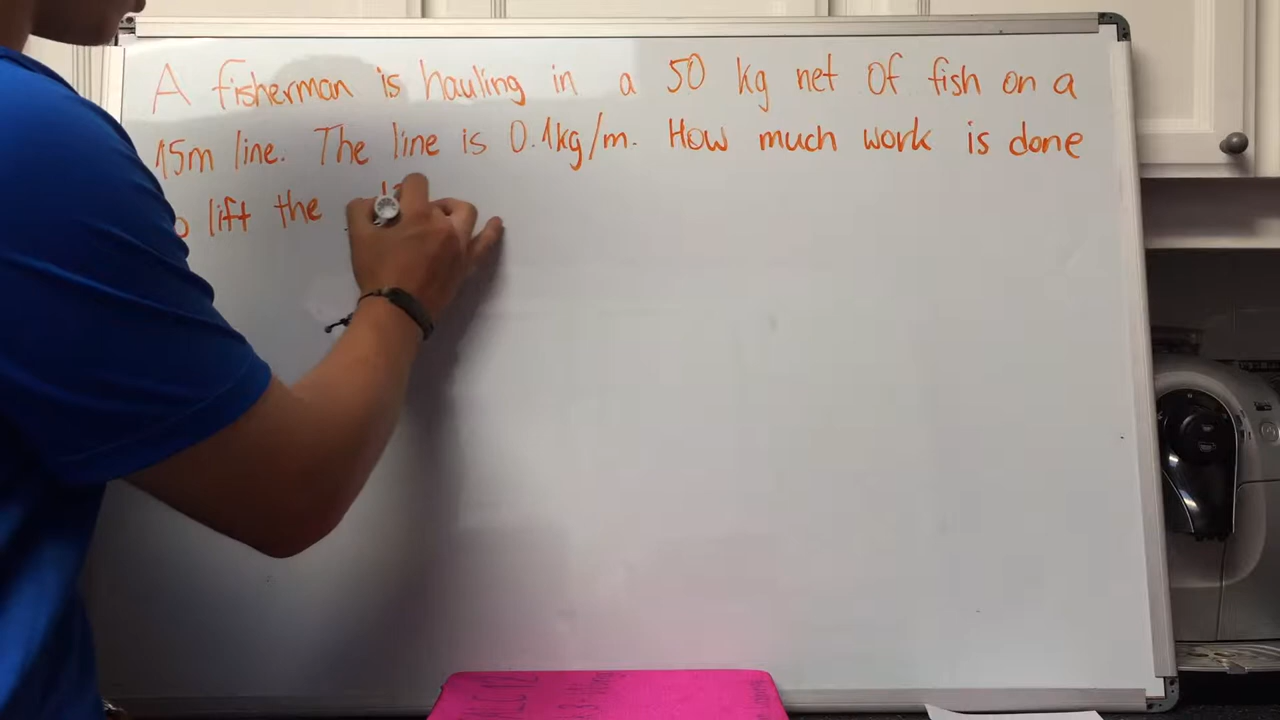 A fisherman is hauling in a 50 kg net of fish on a
15m line. The line is 0.1kg/m. How much work is done
lift the